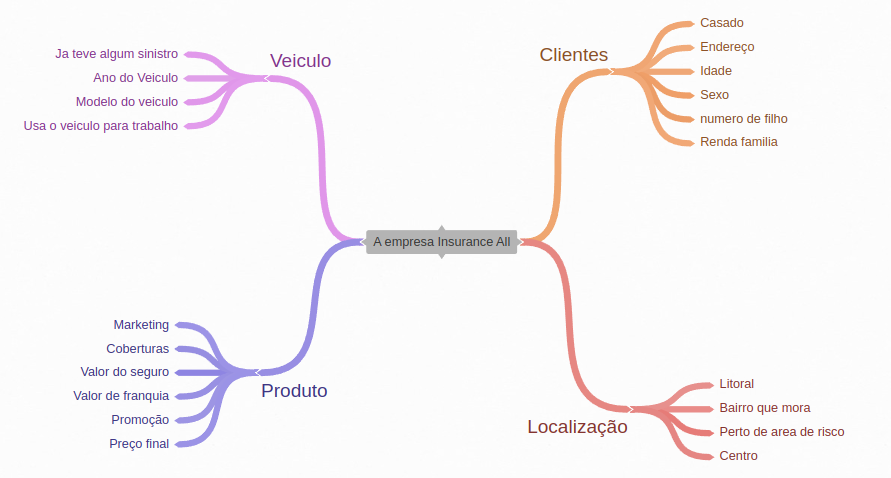 A empresa Insurance All
Clientes
Casado
Endereço
Idade
Sexo
numero de filho
Renda familia
Localização
Litoral
Bairro que mora
Perto de area de risco
Centro
Veiculo
Ja teve algum sinistro
Ano do Veiculo
Modelo do veiculo
Usa o veiculo para trabalho
Produto
Marketing
Coberturas
Valor do seguro
Valor de franquia
Promoção
Preço final